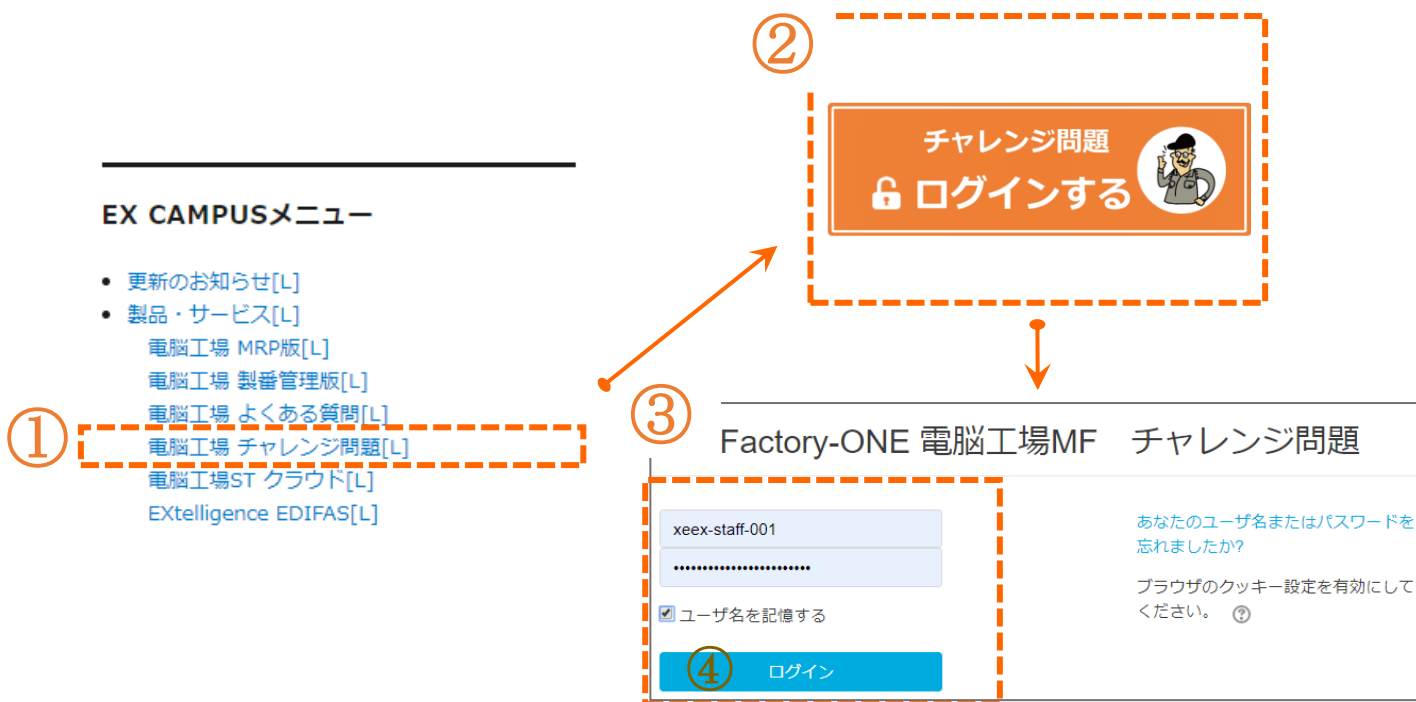 ②
チャレンジ問題
ログインする
EX CAMPUSメニュー
更新のお知らせ[L]
製品・サービス[L]
電脳工場 MRP版[L]
電脳工場 製番管理版[L]
電脳工場 よくある質問[L]
①
電脳工場 チャレンジ問題[L]
電脳工場ST クラウド[L]
EXtelligence EDIFAS[L]
③
Factory-ONE 電脳工場MF　チャレンジ問題
xeex-staff-001
••••••••••••••••••••••••
ユーザ名を記憶する
④
ログイン
あなたのユーザ名またはパスワードを
忘れましたか?
ブラウザのクッキー設定を有効にして
ください。 ?